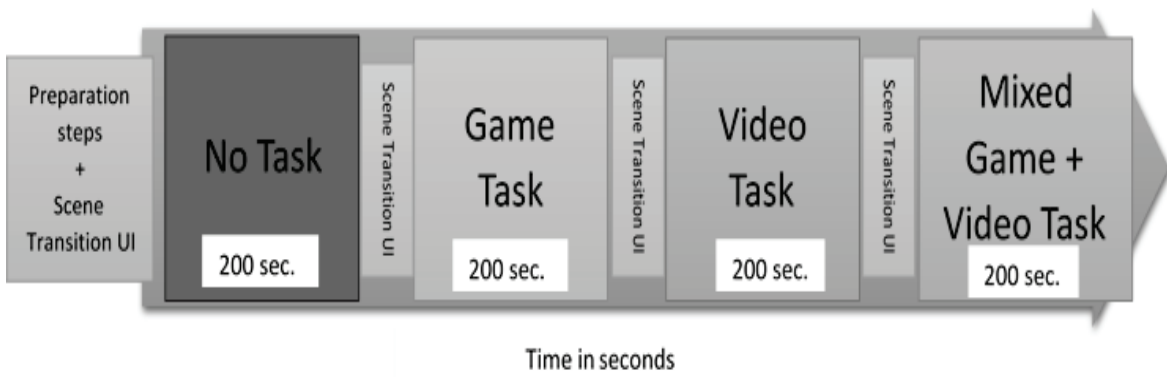 Preparation
steps
+
Scene
Transition UI
No Task
200 sec.
Scene Transition UI
Game
Task
200 sec.
Scene Transition UI
Video
Task
200 sec.
Scene Transition UI
Mixed
Game +
Video Task
200 sec.
Time in seconds